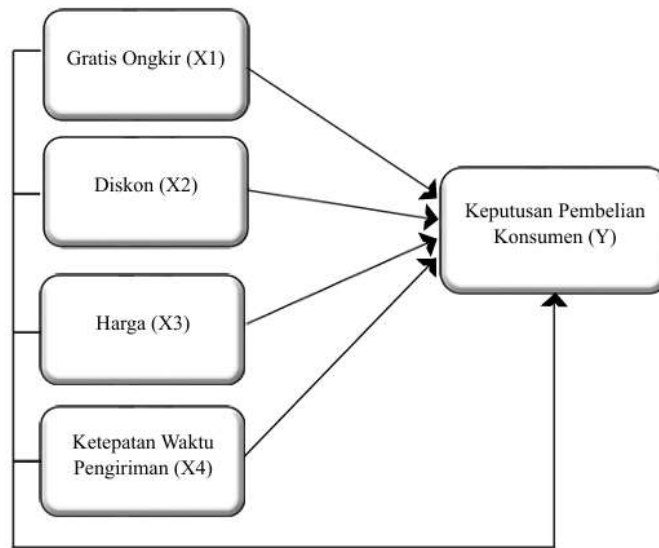 Gratis Ongkir (X1)
Diskon (X2)
Keputusan Pembelian
Konsumen (Y)
Harga (X3)
Ketepatan Waktu
Pengiriman (X4)